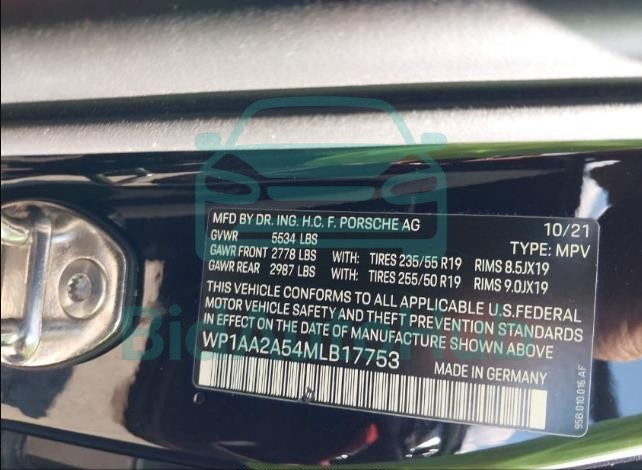 MFD BY DR. ING. H.C. F. PORSCHE AG 10/21
GVWR 5534 LBS TYPE: MPV
GAWR FRONT 2778 LBS WITH: TIRES 235/55 R19 RIMS 8.5JX19
GAWR REAR 2987 LBS WITH: TIRES 255/50 R19 RIMS 9.0JX19
THIS VEHICLE CONFORMS TO ALL APPLICABLE U.S.FEDERAL
MOTOR VEHICLE SAFETY AND THEFT PREVENTION STANDARDS
IN EFFECT ON THE DATE OF MANUFACTURE SHOWN ABOVE
WP1AA2A54MLB17753
MADE IN GERMANY
95B.010.016.AF